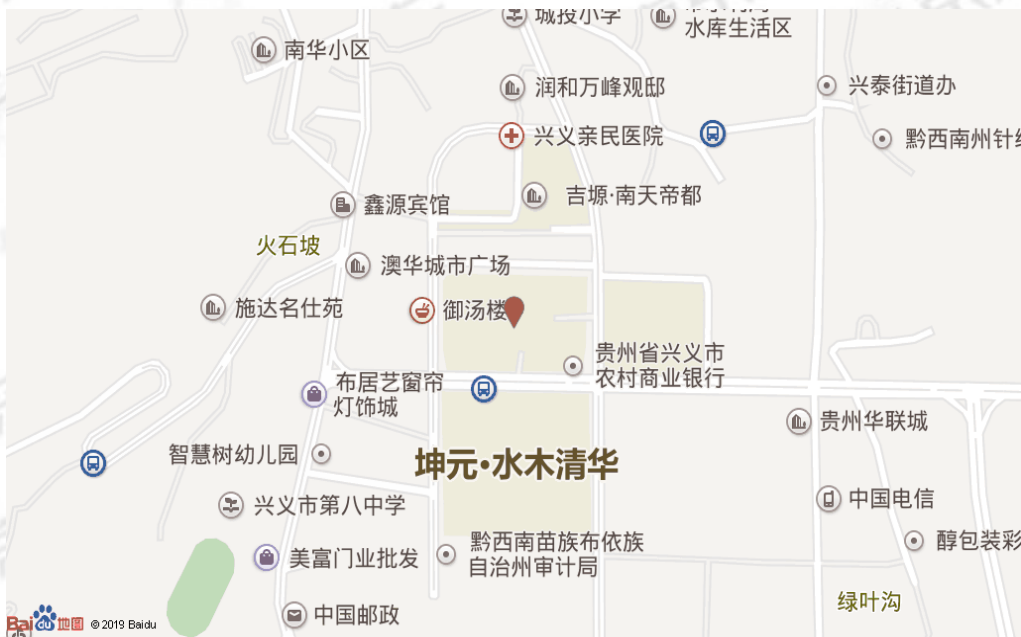 城投小学
水库生活区
南华小区
润和万峰观邸
兴泰街道办
兴义亲民医院
黔西南州针
吉塬·南天帝都
鑫源宾馆
火石坡
澳华城市广场
施达名仕苑
御汤楼
贵州省兴义市
农村商业银行
布居艺窗帘
灯饰城
贵州华联城
智慧树幼儿园
坤元·水木清华
兴义市第八中学
中国电信
黔西南苗族布依族
自治州审计局
醇包装彩
美富门业批发
绿叶沟
中国邮政
Bai du 地图 © 2019 Baidu